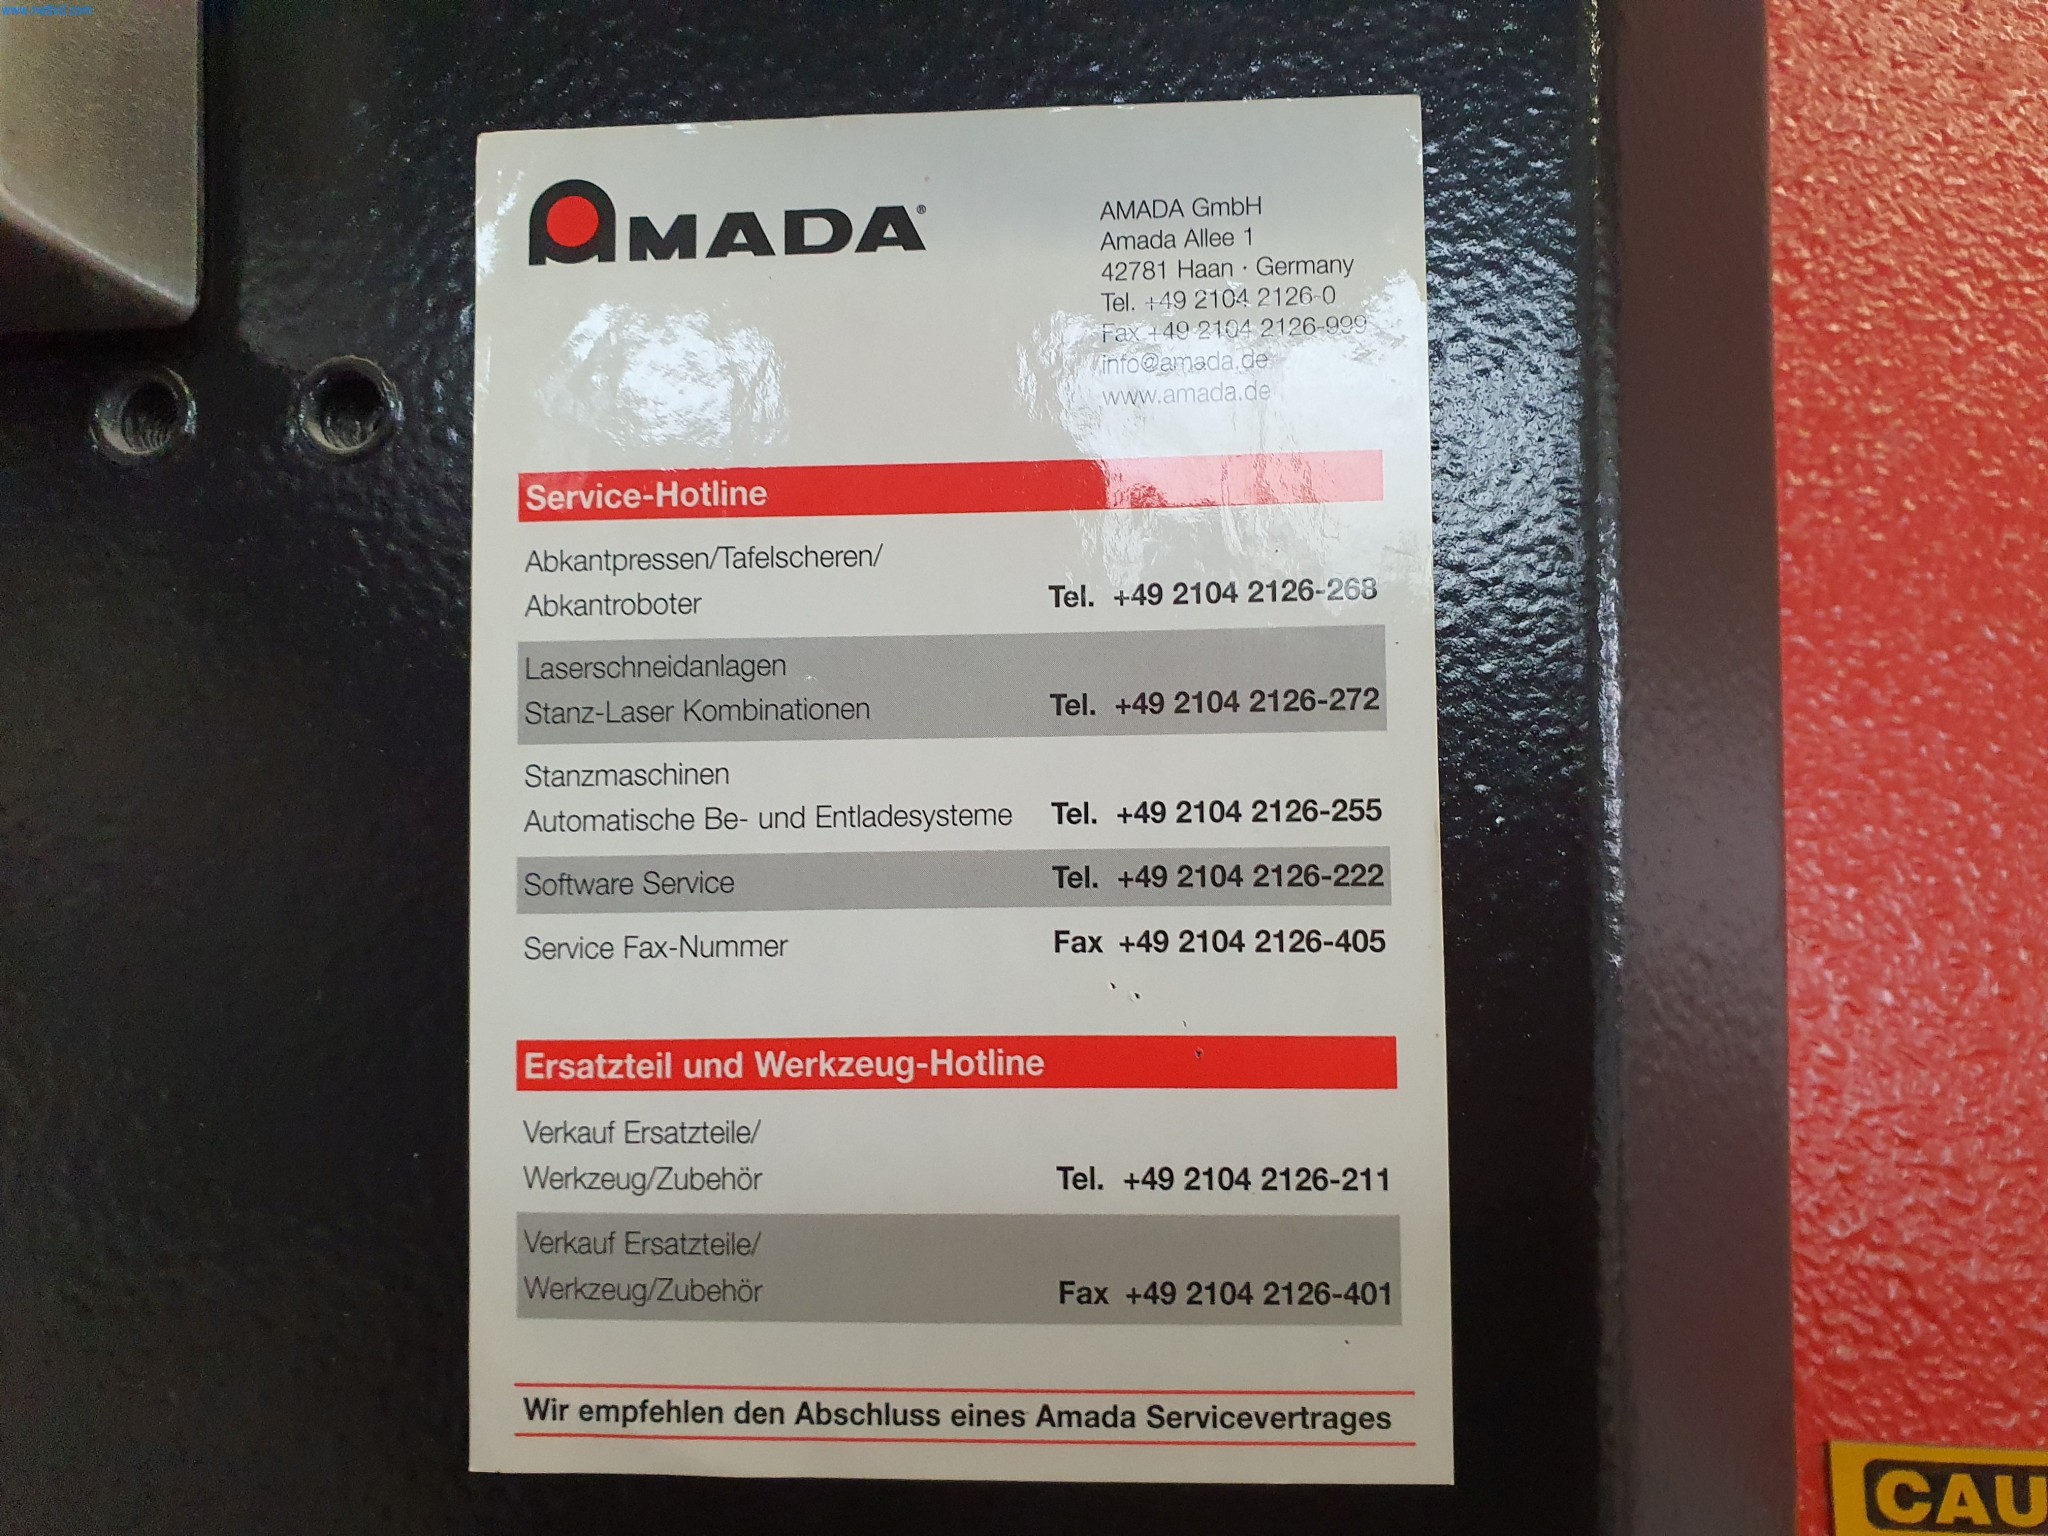 AMADA®
AMADA GmbH
Amada Allee 1
42781 Haan · Germany
Tel. +49 2104 2126-0
Fax +49 2104 2126-999
info@amada.de
www.amada.de
Service-Hotline
Abkantpressen/Tafelscheren/
Abkantroboter Tel. +49 2104 2126-268
Laserschneidanlagen
Stanz-Laser Kombinationen Tel. +49 2104 2126-272
Stanzmaschinen
Automatische Be- und Entladesysteme Tel. +49 2104 2126-255
Software Service Tel. +49 2104 2126-222
Service Fax-Nummer Fax +49 2104 2126-405
Ersatzteil und Werkzeug-Hotline
Verkauf Ersatzteile/
Werkzeug/Zubehör Tel. +49 2104 2126-211
Verkauf Ersatzteile/
Werkzeug/Zubehör Fax +49 2104 2126-401
Wir empfehlen den Abschluss eines Amada Servicevertrages
CAU